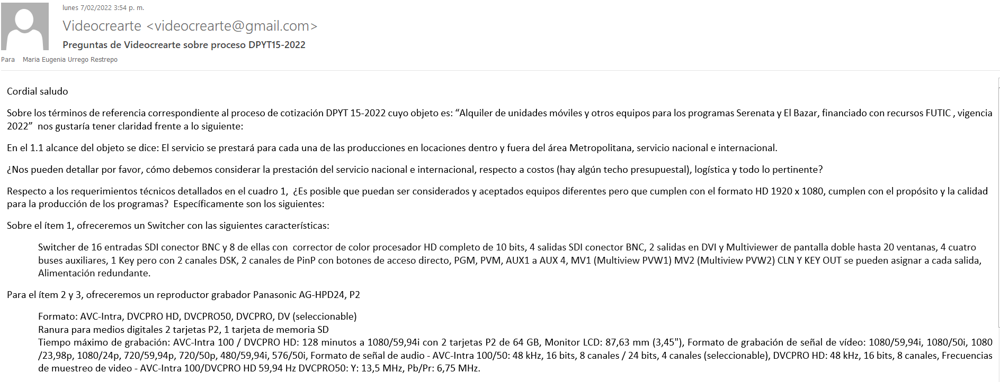 lunes 7/02/2022 3:54 p. m.
Videocrearte <videocrearte@gmail.com>
Preguntas de Videocrearte sobre proceso DPYT15-2022
Para Maria Eugenia Urrego Restrepo
Cordial saludo
Sobre los términos de referencia correspondiente al proceso de cotización DPYT 15-2022 cuyo objeto es: “Alquiler de unidades móviles y otros equipos para los programas Serenata y El Bazar, financiado con recursos FUTIC , vigencia
2022”  nos gustaría tener claridad frente a lo siguiente:
En el 1.1 alcance del objeto se dice: El servicio se prestará para cada una de las producciones en locaciones dentro y fuera del área Metropolitana, servicio nacional e internacional.
¿Nos pueden detallar por favor, cómo debemos considerar la prestación del servicio nacional e internacional, respecto a costos (hay algún techo presupuestal), logística y todo lo pertinente?
Respecto a los requerimientos técnicos detallados en el cuadro 1,  ¿Es posible que puedan ser considerados y aceptados equipos diferentes pero que cumplen con el formato HD 1920 x 1080, cumplen con el propósito y la calidad
para la producción de los programas?  Específicamente son los siguientes:
Sobre el ítem 1, ofreceremos un Switcher con las siguientes características:
Switcher de 16 entradas SDI conector BNC y 8 de ellas con  corrector de color procesador HD completo de 10 bits, 4 salidas SDI conector BNC, 2 salidas en DVI y Multiviewer de pantalla doble hasta 20 ventanas, 4 cuatro
buses auxiliares, 1 Key pero con 2 canales DSK, 2 canales de PinP con botones de acceso directo, PGM, PVM, AUX1 a AUX 4, MV1 (Multiview PVW1) MV2 (Multiview PVW2) CLN Y KEY OUT se pueden asignar a cada salida,
Alimentación redundante.
Para el ítem 2 y 3, ofreceremos un reproductor grabador Panasonic AG-HPD24, P2
Formato: AVC-Intra, DVCPRO HD, DVCPRO50, DVCPRO, DV (seleccionable)
Ranura para medios digitales 2 tarjetas P2, 1 tarjeta de memoria SD
Tiempo máximo de grabación: AVC-Intra 100 / DVCPRO HD: 128 minutos a 1080/59,94i con 2 tarjetas P2 de 64 GB, Monitor LCD: 87,63 mm (3,45"), Formato de grabación de señal de vídeo: 1080/59,94i, 1080/50i, 1080
/23,98p, 1080/24p, 720/59,94p, 720/50p, 480/59,94i, 576/50i, Formato de señal de audio - AVC-Intra 100/50: 48 kHz, 16 bits, 8 canales / 24 bits, 4 canales (seleccionable), DVCPRO HD: 48 kHz, 16 bits, 8 canales, Frecuencias
de muestreo de video - AVC-Intra 100/DVCPRO HD 59,94 Hz DVCPRO50: Y: 13,5 MHz, Pb/Pr: 6,75 MHz.